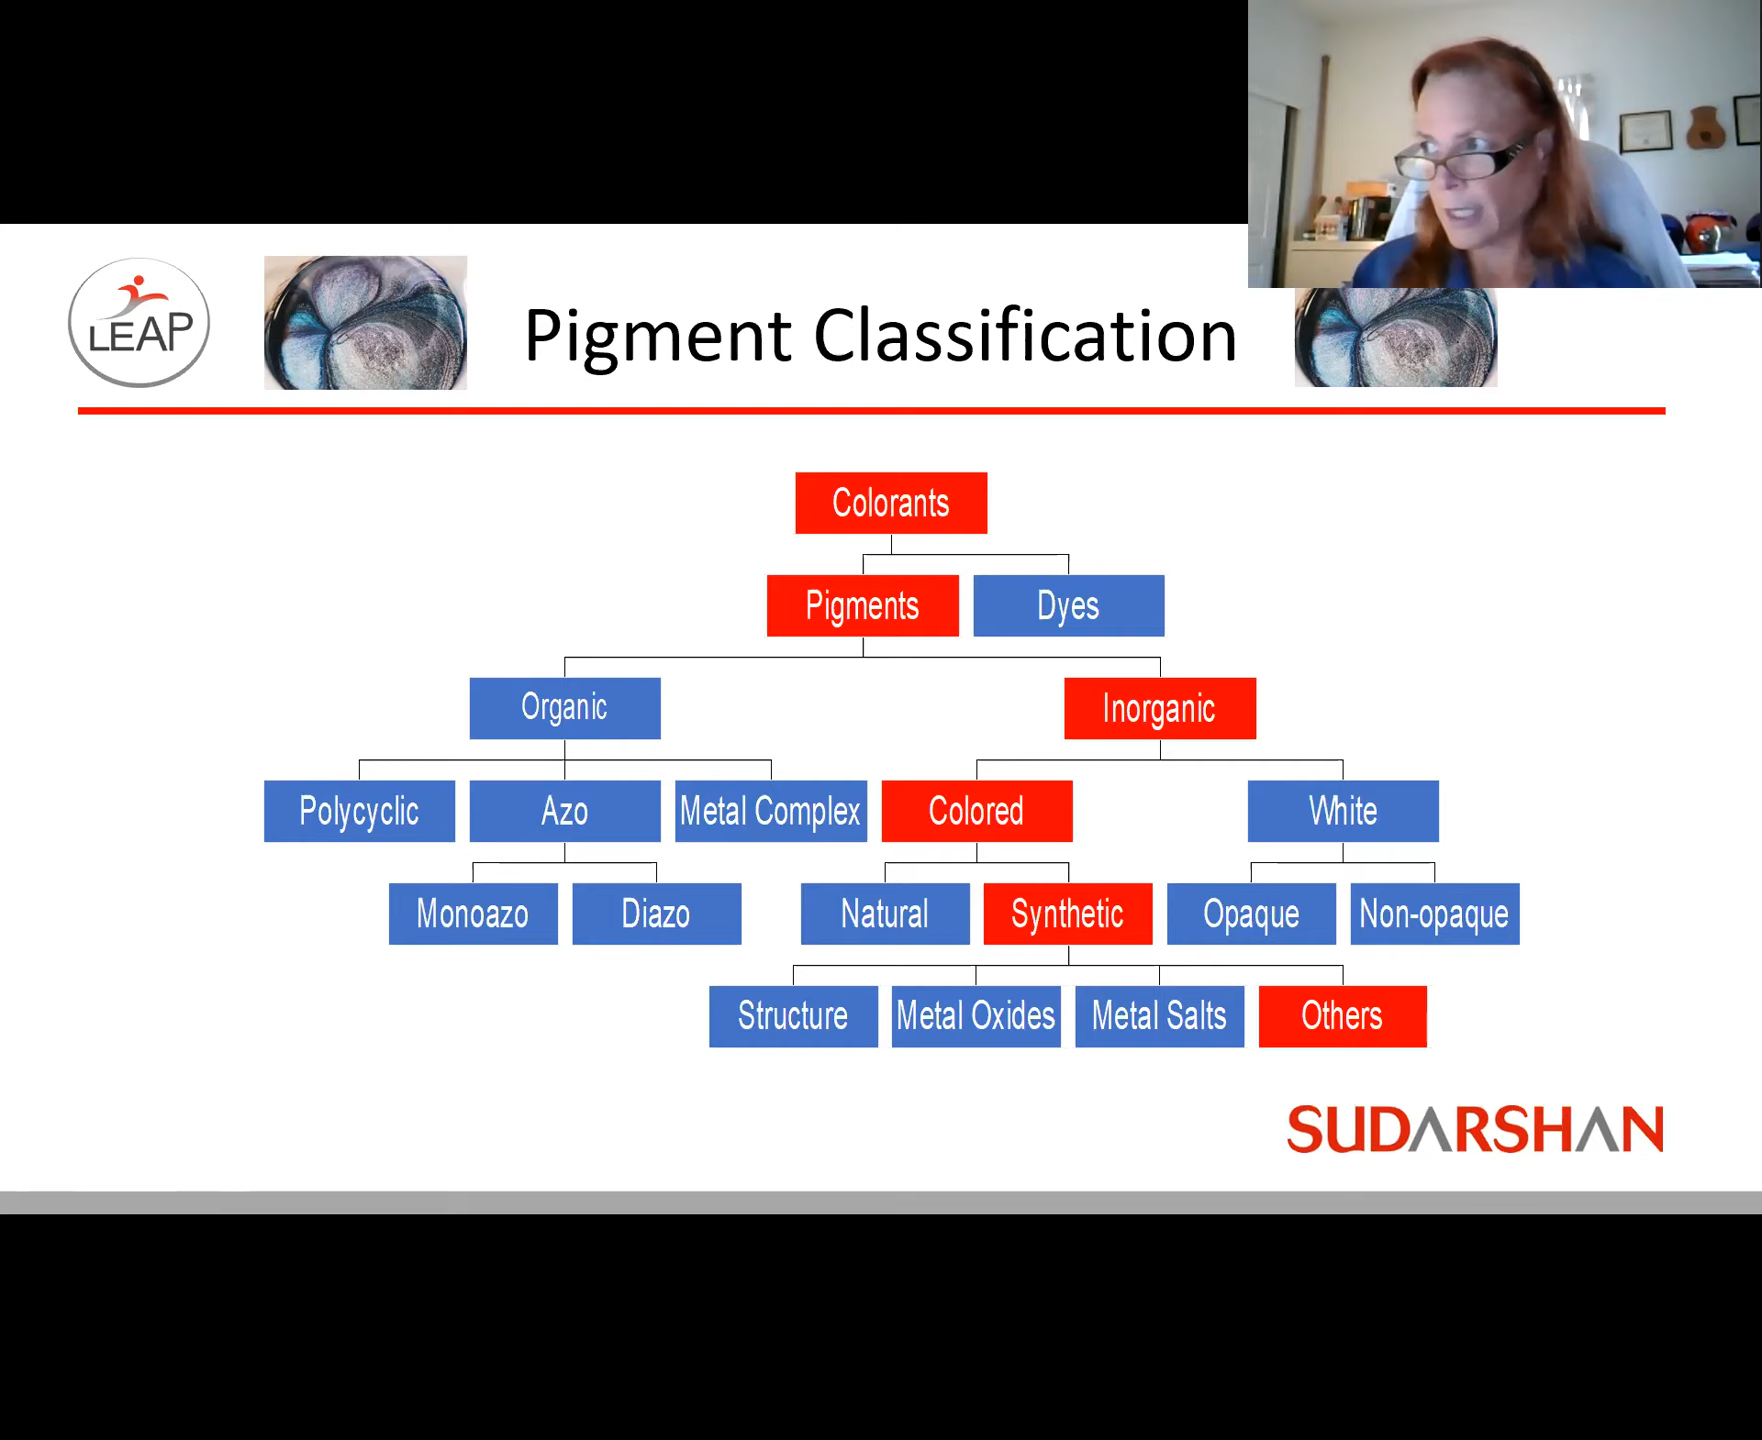 LEAP
Pigment Classification
Colorants
Pigments Dyes
Organic Inorganic
Polycyclic Azo Metal Complex Colored White
Monoazo Diazo Natural Synthetic Opaque Non-opaque
Structure Metal Oxides Metal Salts Others
SUDARSHAN